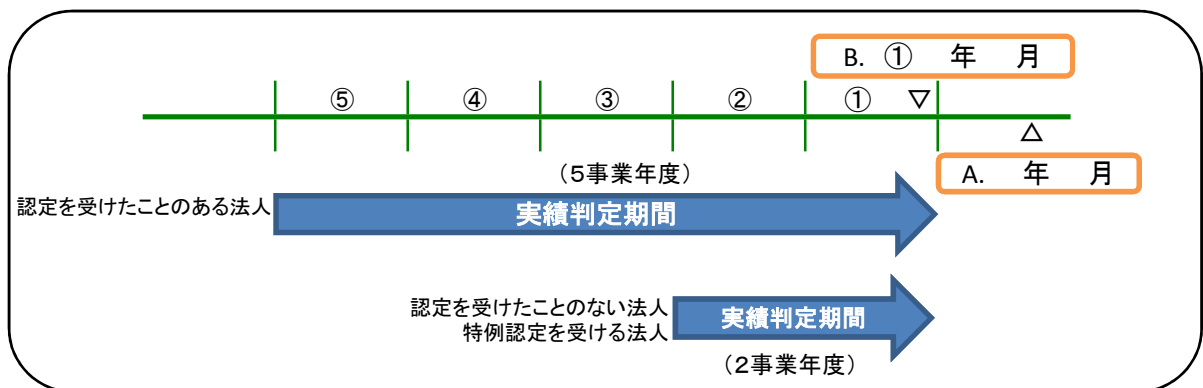 B. ① 年 月
⑤ ④ ③ ② ① ▽
△
A. 年 月
(5事業年度)
認定を受けたことのある法人
実績判定期間
認定を受けたことのない法人
特例認定を受ける法人
実績判定期間
(2事業年度)